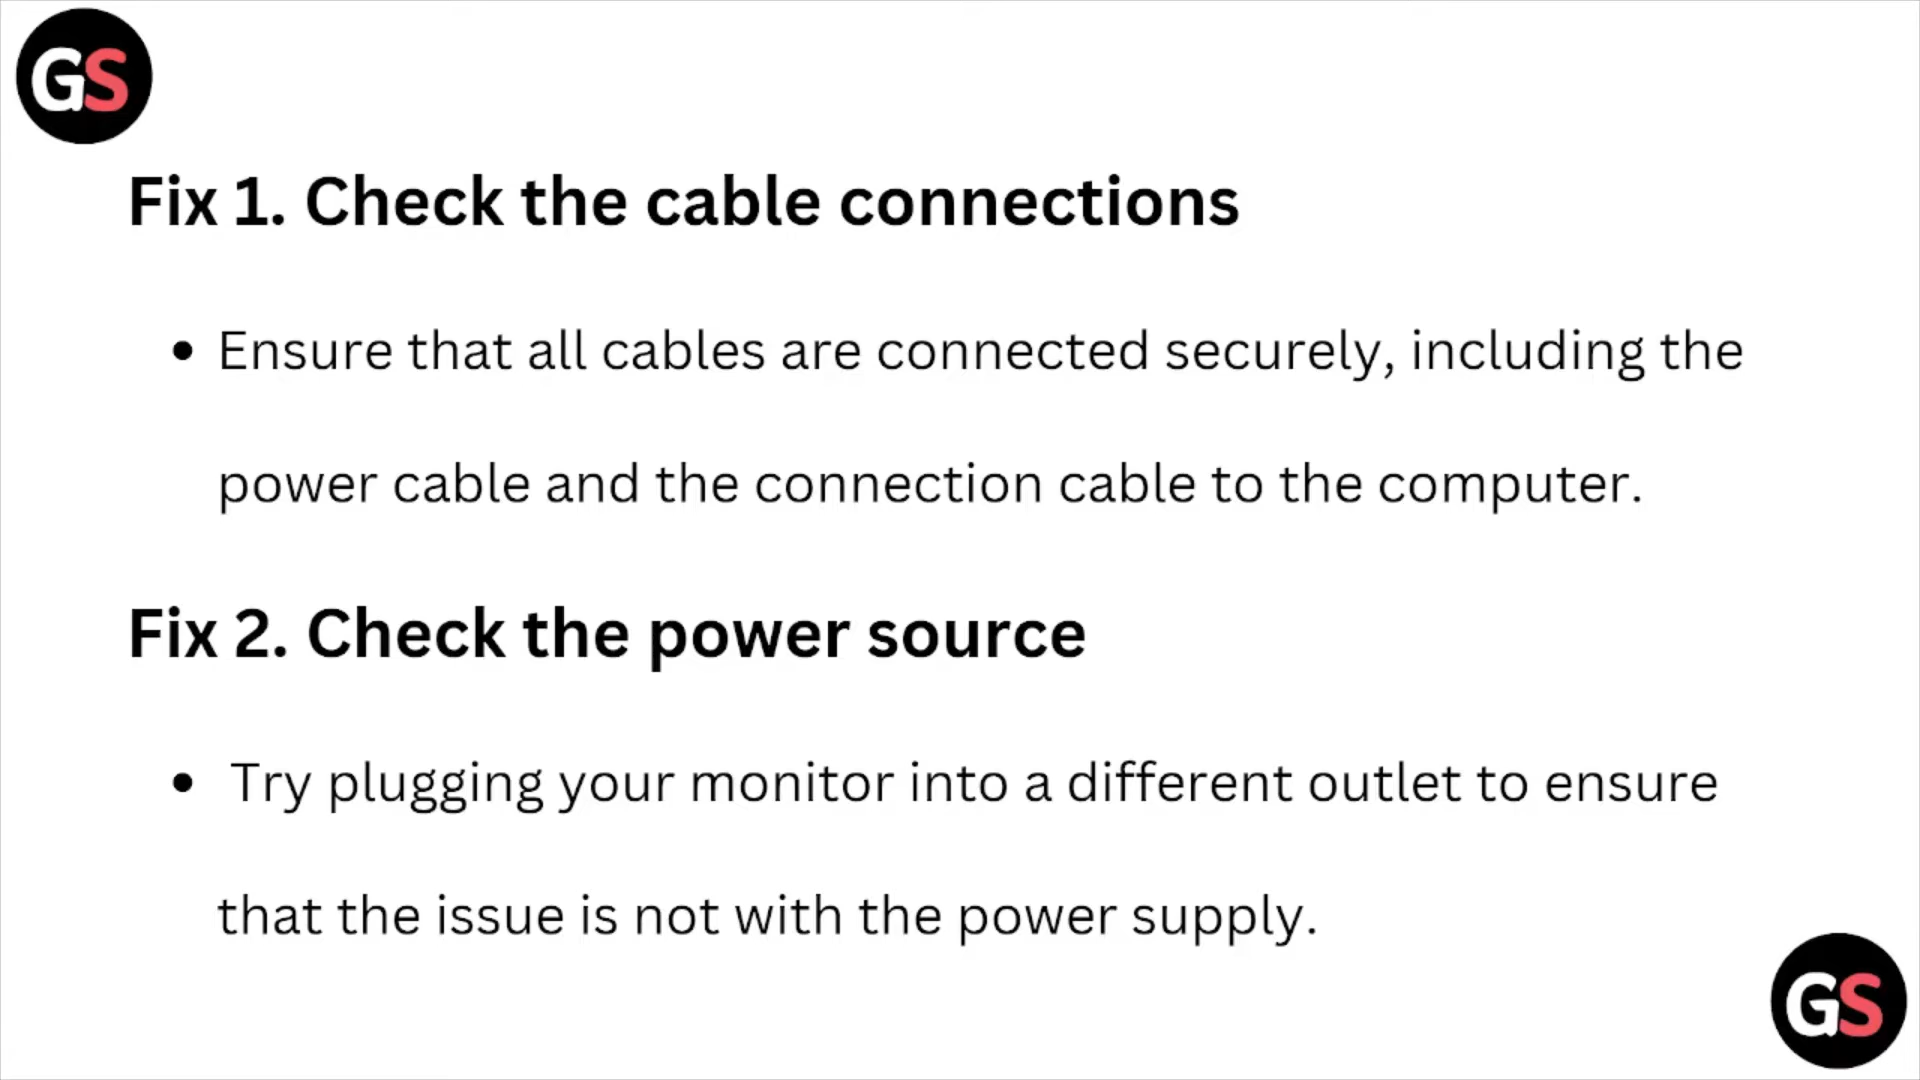 GS
Fix 1. Check the cable connections
• Ensure that all cables are connected securely, including the
power cable and the connection cable to the computer.
Fix 2. Check the power source
• Try plugging your monitor into a different outlet to ensure
that the issue is not with the power supply.
GS